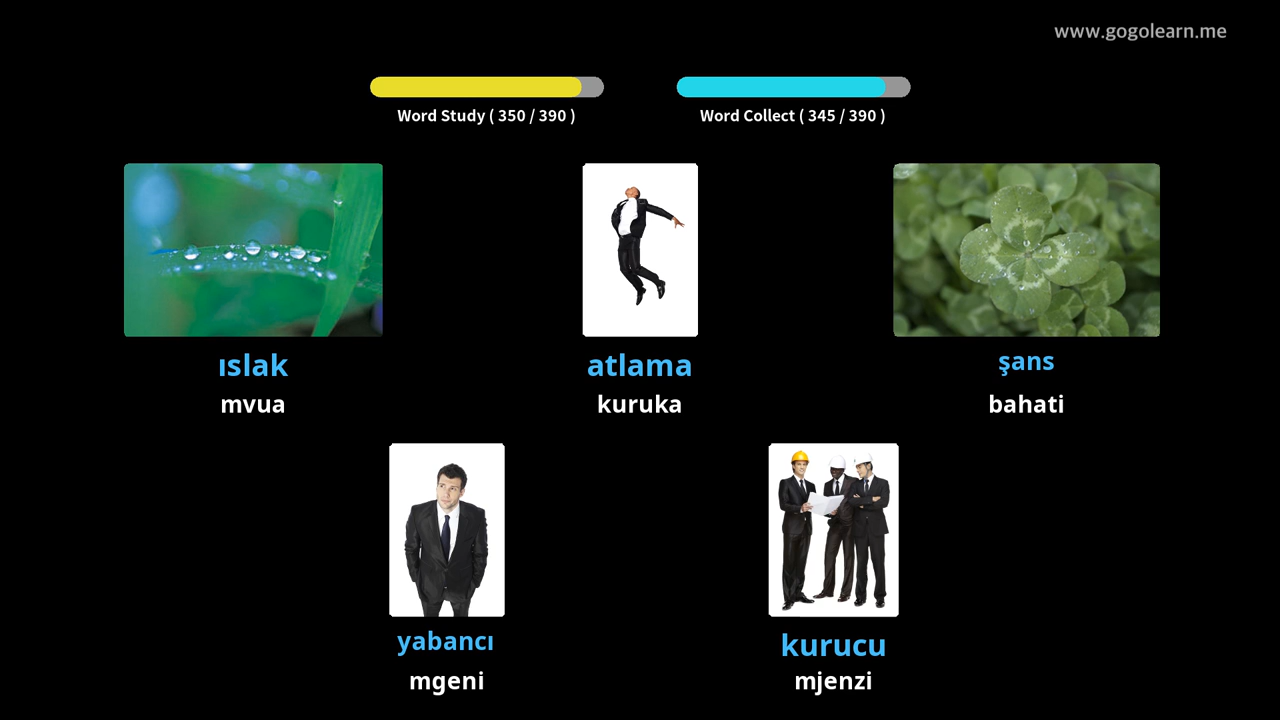 www.gogolearn.me
Word Study ( 350 / 390 )
Word Collect ( 345 / 390 )
ıslak
mvua
atlama
kuruka
şans
bahati
yabancı
mgeni
kurucu
mjenzi